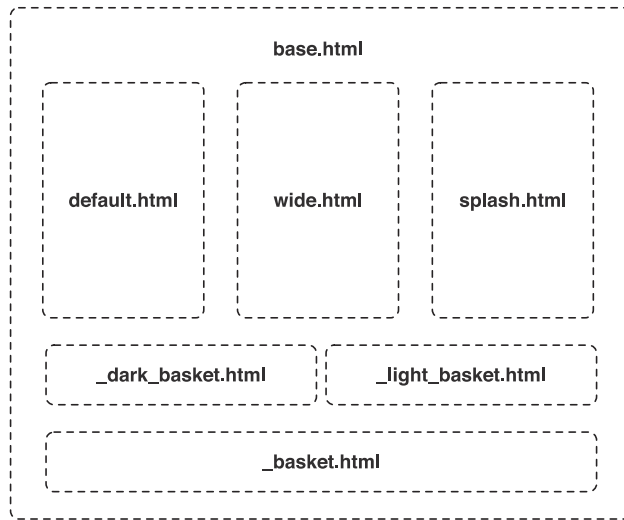 base.html
default.html
wide.html
splash.html
_dark_basket.html
_light_basket.html
_basket.html